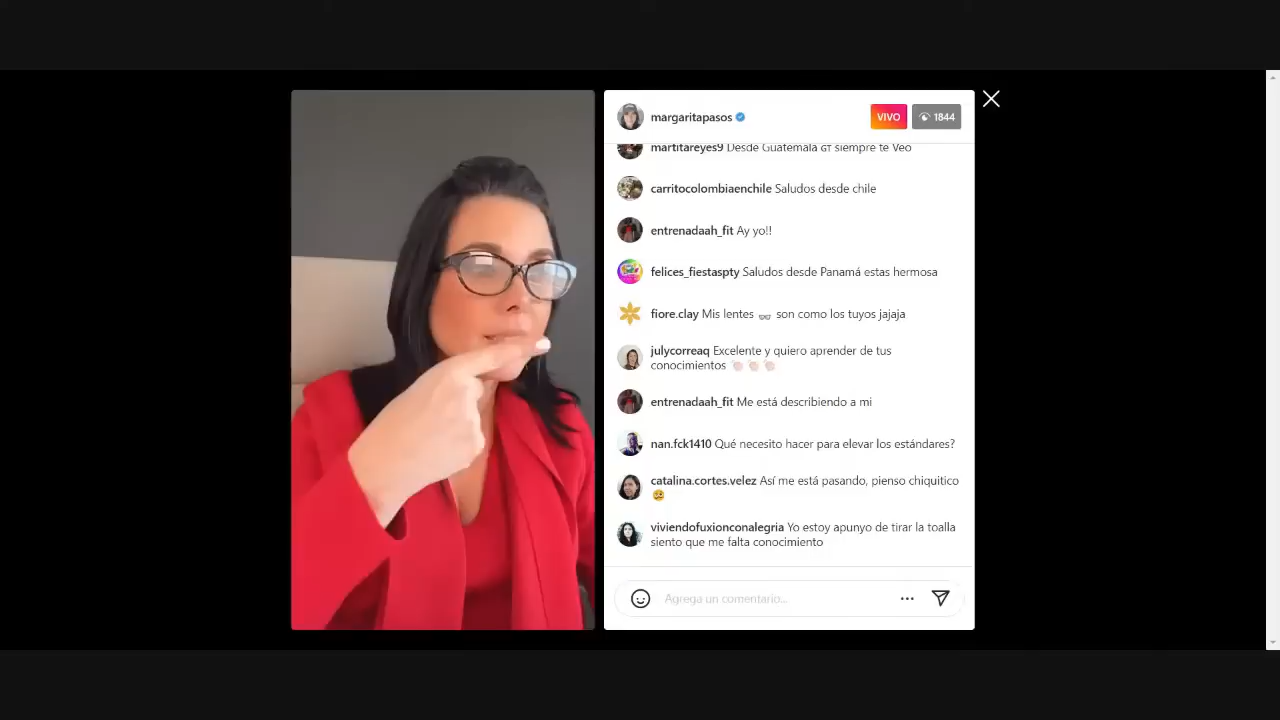 margaritapasos
VIVO
1844
martitareyes9 Desde Guatemala gt siempre te Veo
carritocolombiaenchile Saludos desde chile
entrenadaah_fit Ay yo!!
felices_fiestaspty Saludos desde Panamá estas hermosa
fiore.clay Mis lentes 👓 son como los tuyos jajaja
julycorreaq Excelente y quiero aprender de tus
conocimientos 👏🏻👏🏻👏🏻
entrenadaah_fit Me está describiendo a mi
nan.fck1410 Qué necesito hacer para elevar los estándares?
catalina.cortes.velez Así me está pasando, pienso chiquitico
viviendofuxionconalegria Yo estoy apunyo de tirar la toalla
siento que me falta conocimiento
Agrega un comentario...